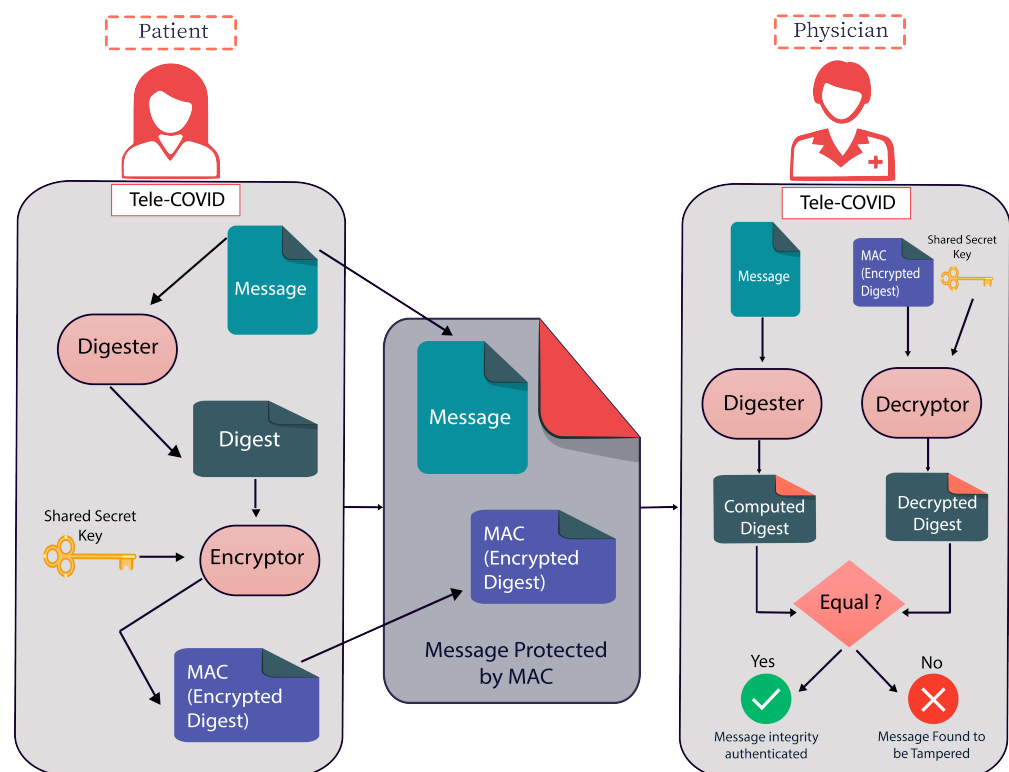 Patient
Physician
Tele-COVID
Message
Digester
Digest
Shared Secret
Key
Encryptor
MAC
(Encrypted
Digest)
Message
MAC
(Encrypted
Digest)
Message Protected
by MAC
Tele-COVID
Message
MAC
(Encrypted
Digest)
Shared Secret
Key
Digester
Decryptor
Computed
Digest
Decrypted
Digest
Equal ?
Yes
No
Message integrity
authenticated
Message Found to
be Tampered